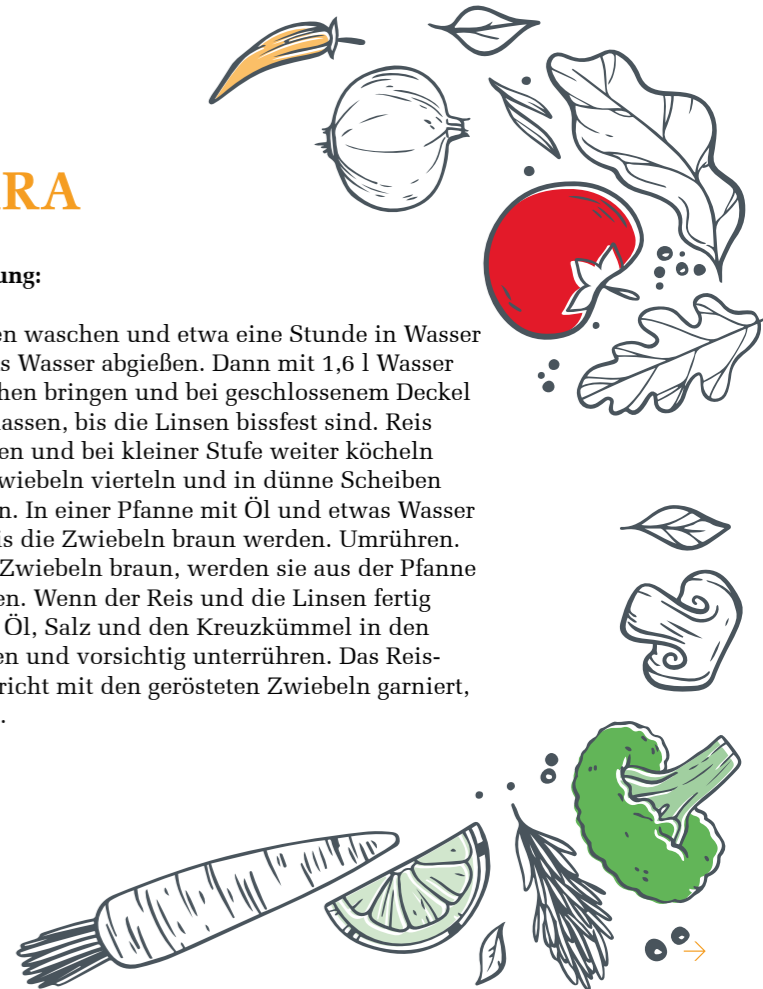 RA
ung:
en waschen und etwa eine Stunde in Wasser
s Wasser abgießen. Dann mit 1,6 l Wasser
hen bringen und bei geschlossenem Deckel
assen, bis die Linsen bissfest sind. Reis
en und bei kleiner Stufe weiter köcheln
wiebeln vierteln und in dünne Scheiben
n. In einer Pfanne mit Öl und etwas Wasser
is die Zwiebeln braun werden. Umrühren.
Zwiebeln braun, werden sie aus der Pfanne
en. Wenn der Reis und die Linsen fertig
Öl, Salz und den Kreuzkümmel in den
en und vorsichtig unterrühren. Das Reis-
richt mit den gerösteten Zwiebeln garniert,
.